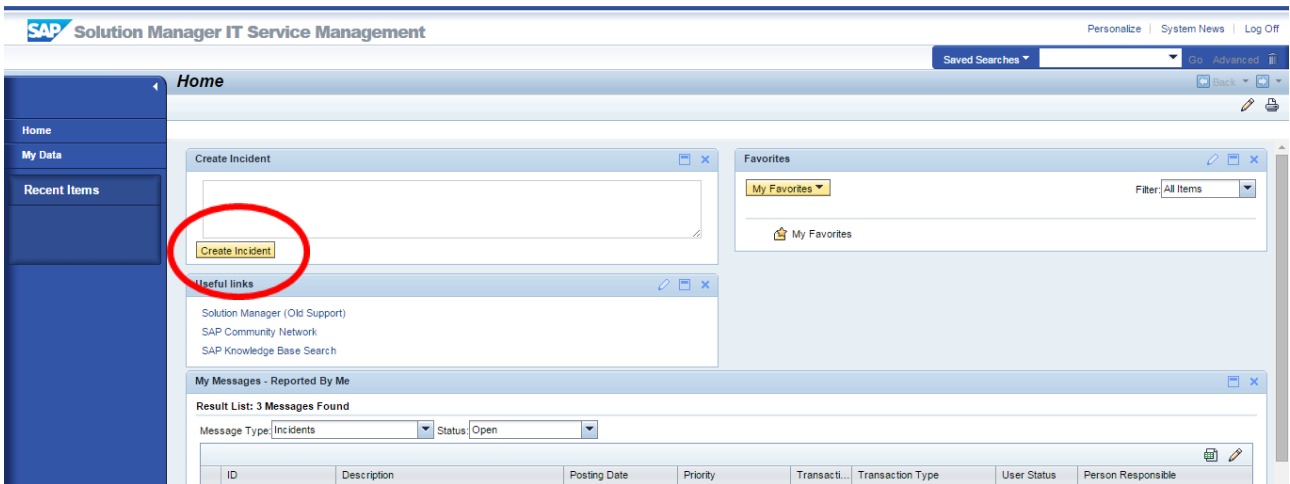 SAP Solution Manager IT Service Management
Personalize | System News | Log Off
Saved Searches Go Advanced
Home
Back
Home
My Data
Recent Items
Create Incident
Create Incident
Favorites
My Favorites
Filter: All Items
My Favorites
Useful links
Solution Manager (Old Support)
SAP Community Network
SAP Knowledge Base Search
My Messages - Reported By Me
Result List: 3 Messages Found
Message Type: Incidents Status: Open
ID Description Posting Date Priority Transacti... Transaction Type User Status Person Responsible